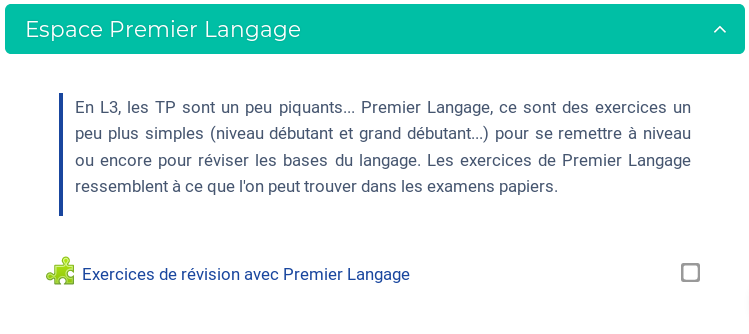 Espace Premier Langage
En L3, les TP sont un peu piquants... Premier Langage, ce sont des exercices un
peu plus simples (niveau débutant et grand débutant...) pour se remettre à niveau
ou encore pour réviser les bases du langage. Les exercices de Premier Langage
ressemblent à ce que l'on peut trouver dans les examens papiers.
Exercices de révision avec Premier Langage